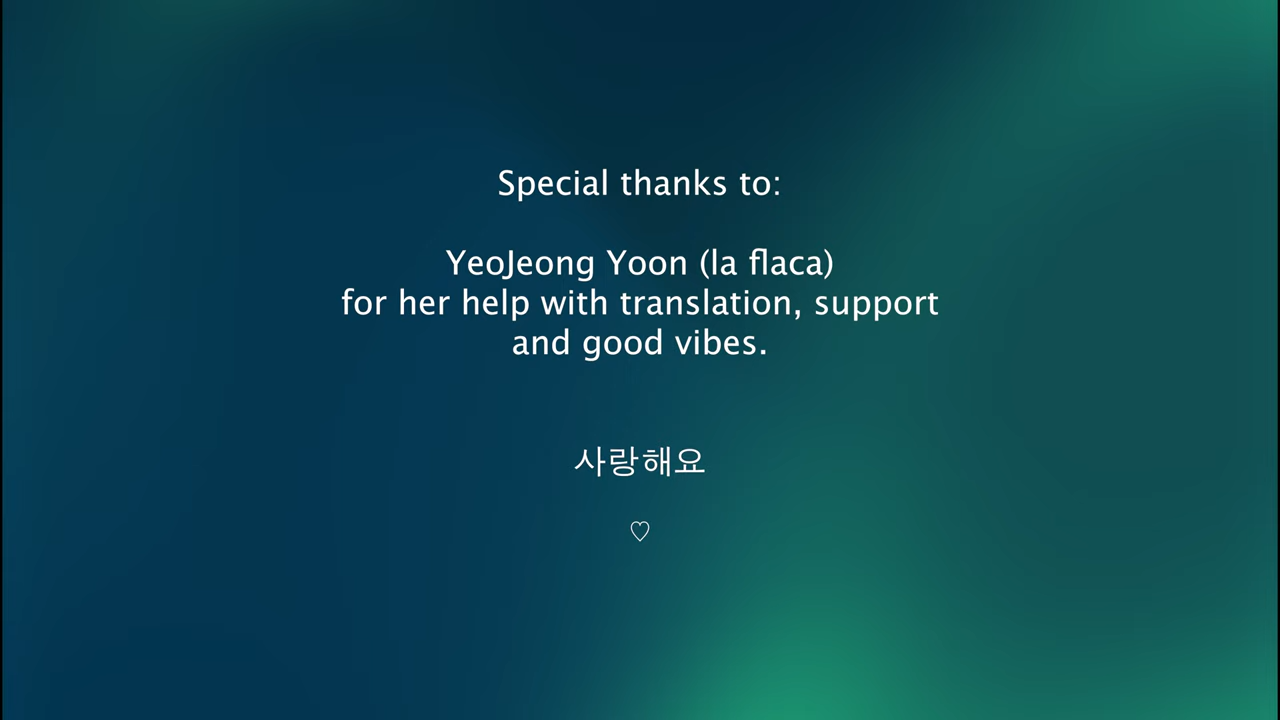 Special thanks to:
YeoJeong Yoon (la flaca)
for her help with translation, support
and good vibes.
사랑해요
♡